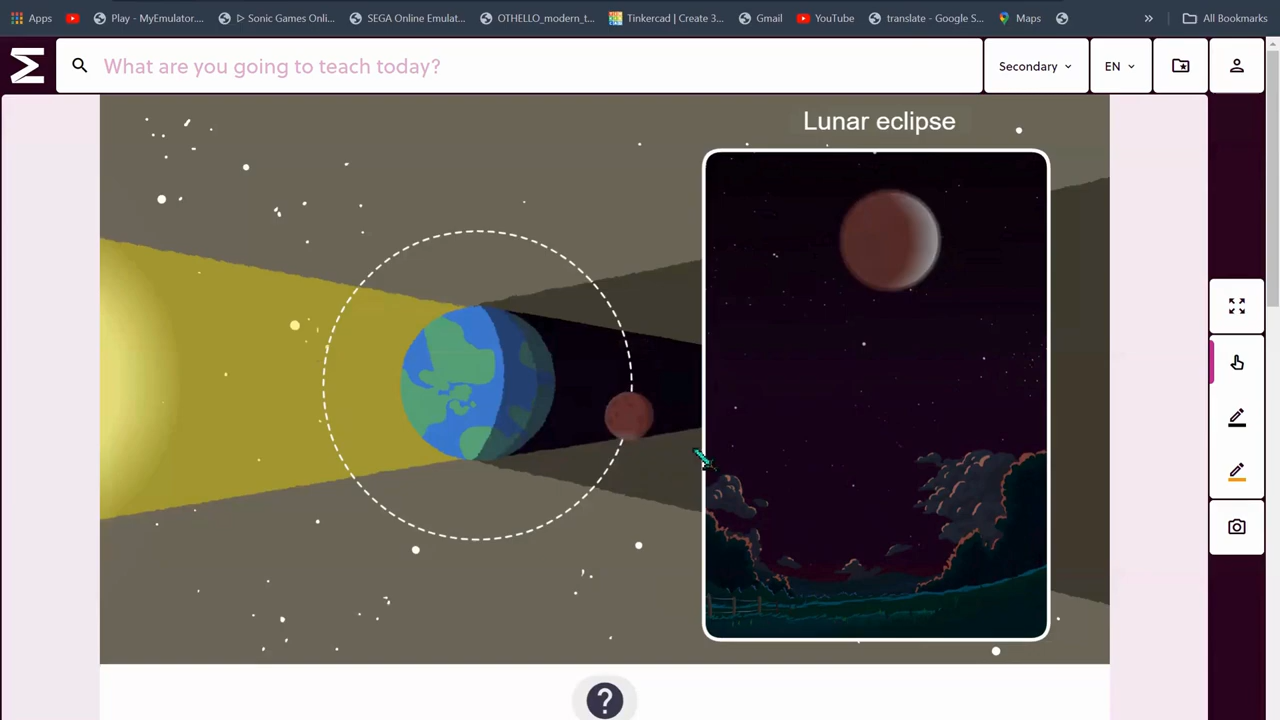 Apps Play - MyEmulator.... Sonic Games Onli... SEGA Online Emulat... OTHELLO_modern_t... Tinkercad | Create 3... Gmail YouTube translate - Google S... Maps » All Bookmarks
What are you going to teach today? Secondary EN
Lunar eclipse
?